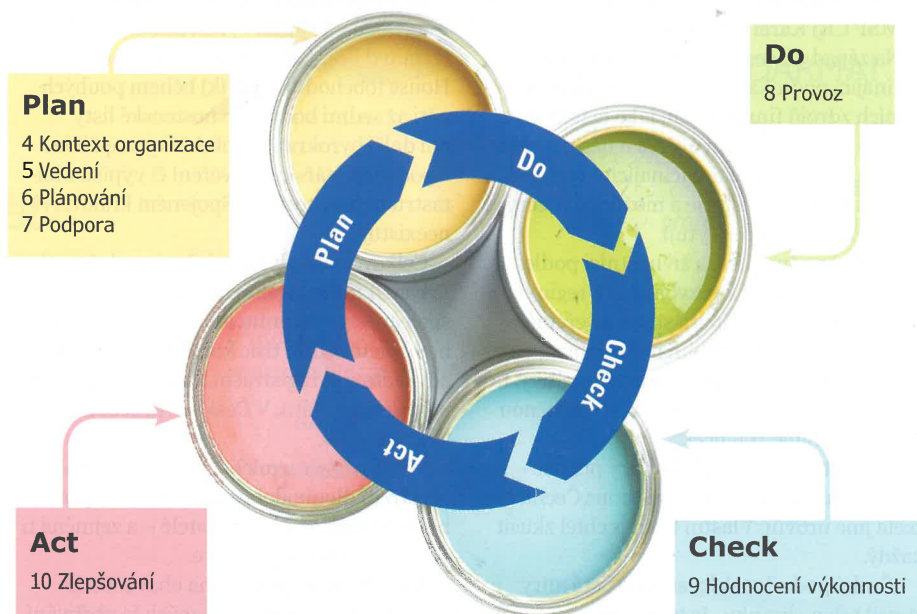 Plan
4 Kontext organizace
5 Vedení
6 Plánování
7 Podpora
Do
8 Provoz
Plan
Do
Check
Act
Act
10 Zlepšování
Check
9 Hodnocení výkonnosti